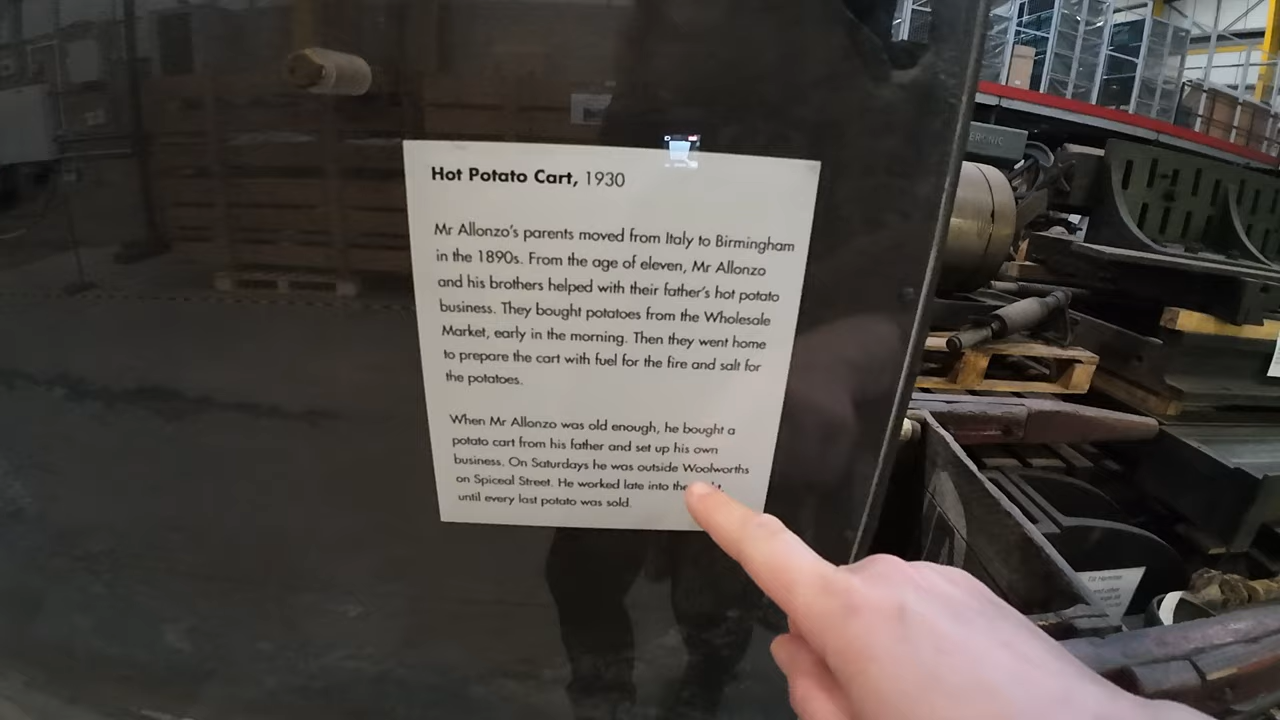 Hot Potato Cart, 1930
Mr Allonzo's parents moved from Italy to Birmingham
in the 1890s. From the age of eleven, Mr Allonzo
and his brothers helped with their father's hot potato
business. They bought potatoes from the Wholesale
Market, early in the morning. Then they went home
to prepare the cart with fuel for the fire and salt for
the potatoes.
When Mr Allonzo was old enough, he bought a
potato cart from his father and set up his own
business. On Saturdays he was outside Woolworths
on Spiceal Street. He worked late into the
until every last potato was sold.